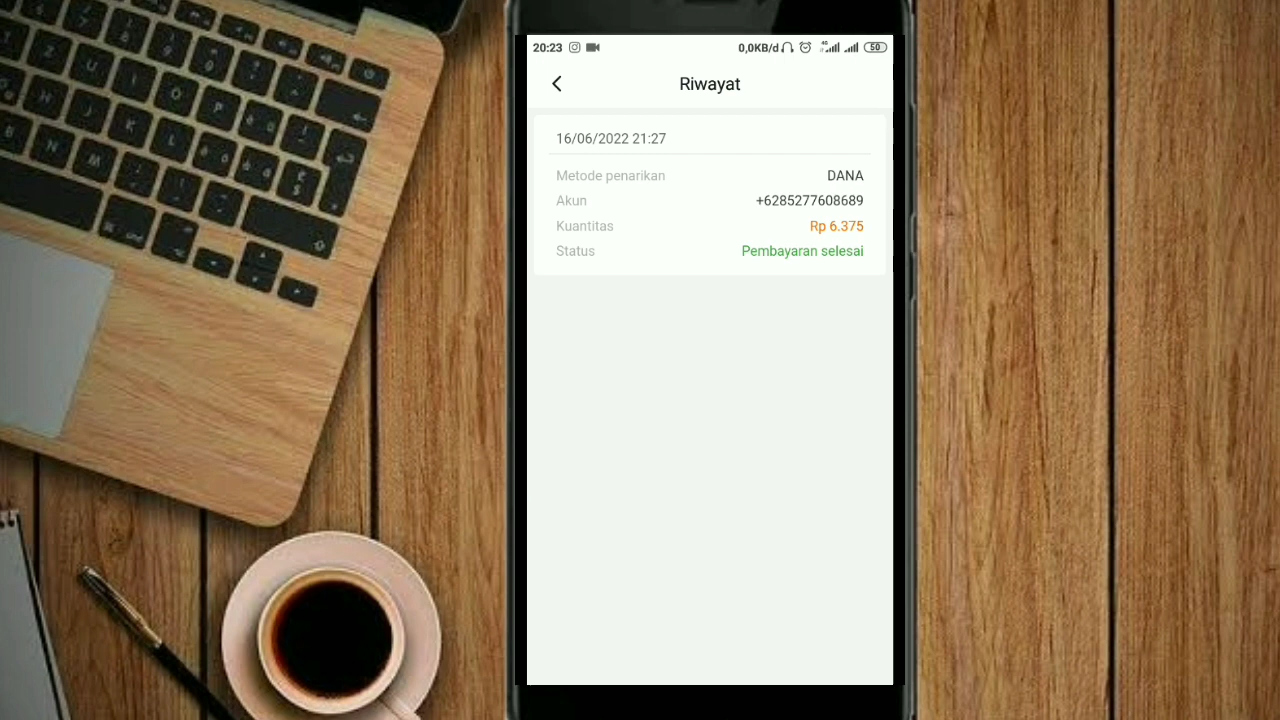 20:23 0,0KB/d 4G 50
Riwayat
16/06/2022 21:27
Metode penarikan DANA
Akun +6285277608689
Kuantitas Rp 6.375
Status Pembayaran selesai